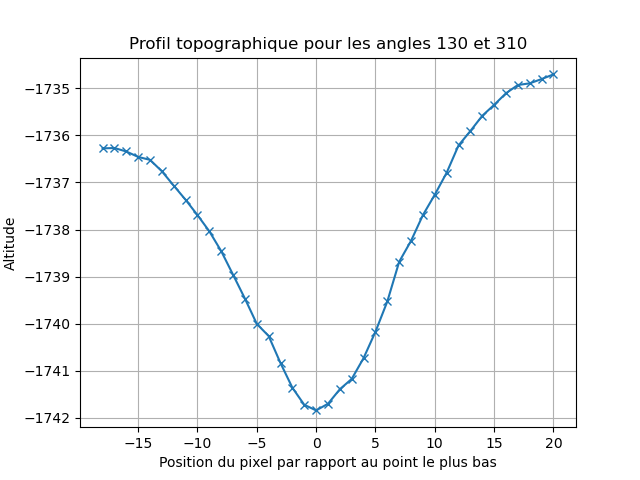 Profil topographique pour les angles 130 et 310
−1735
−1736
−1737
−1738
−1739
−1740
−1741
−1742
Altitude
−15 −10 −5 0 5 10 15 20
Position du pixel par rapport au point le plus bas